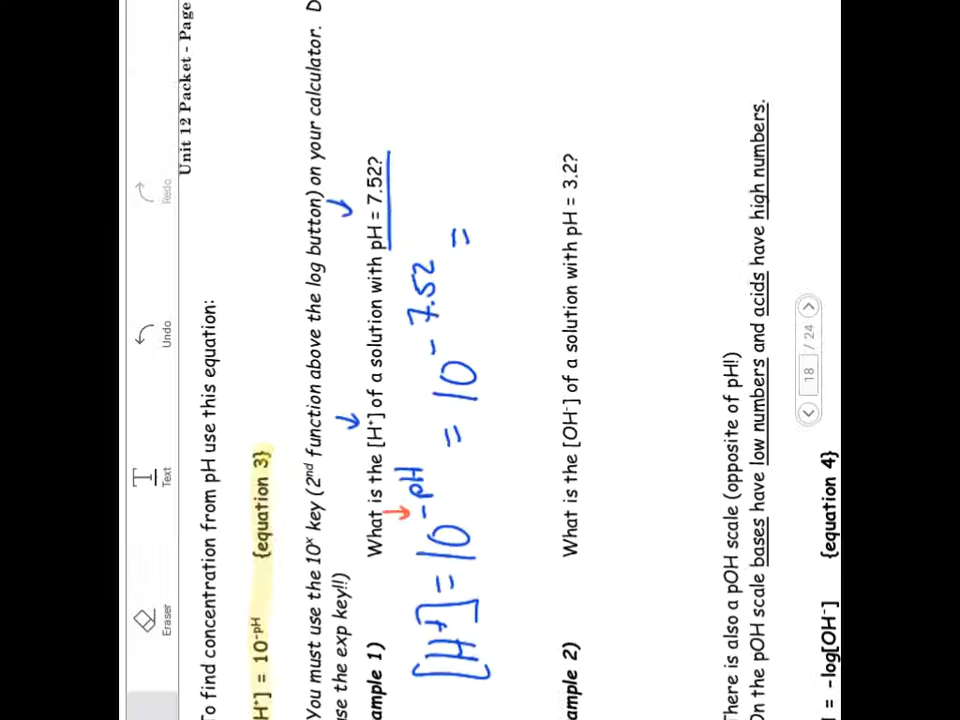 Unit 12 Packet - Page
Redo
Undo
Text
Eraser
To find concentration from pH use this equation:
H⁺] = 10⁻ᵖᴴ {equation 3}
You must use the 10ˣ key (2ⁿᵈ function above the log button) on your calculator. D
use the exp key!!)
ample 1) What is the [H⁺] of a solution with pH = 7.52?
[H⁺] = 10⁻ᵖᴴ = 10⁻⁷·⁵² =
ample 2) What is the [OH⁻] of a solution with pH = 3.2?
There is also a pOH scale (opposite of pH!)
On the pOH scale bases have low numbers and acids have high numbers.
= -log[OH⁻] {equation 4}
18 / 24